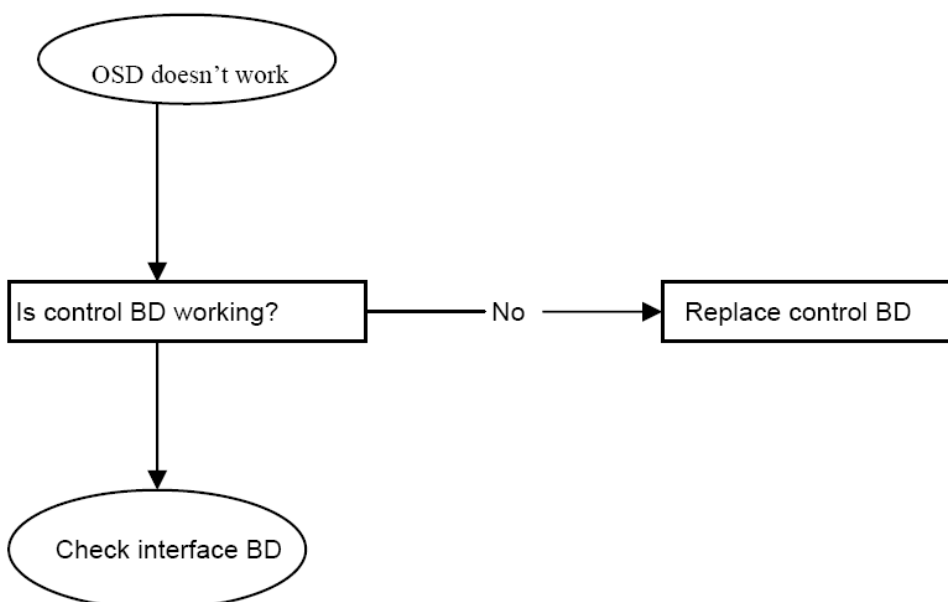 OSD doesn’t work
Is control BD working?
No
Replace control BD
Check interface BD